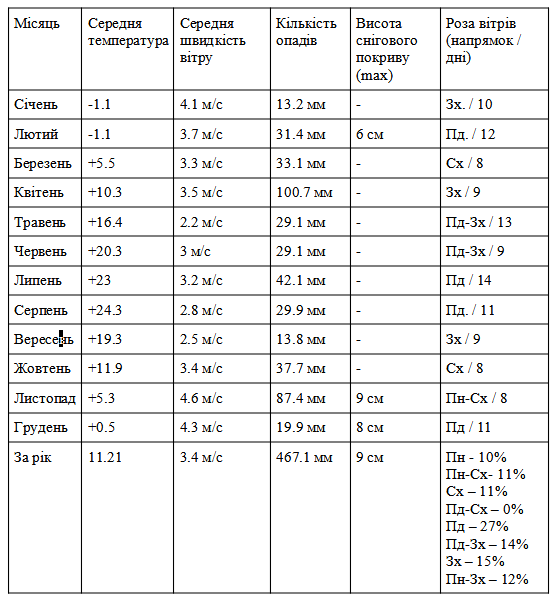 Місяць Середня температура Середня швидкість вітру Кількість опадів Висота снігового покриву (max) Роза вітрів (напрямок / дні)
Січень -1.1 4.1 м/с 13.2 мм - Зх. / 10
Лютий -1.1 3.7 м/с 31.4 мм 6 см Пд. / 12
Березень +5.5 3.3 м/с 33.1 мм - Сх / 8
Квітень +10.3 3.5 м/с 100.7 мм - Зх / 9
Травень +16.4 2.2 м/с 29.1 мм - Пд-Зх / 13
Червень +20.3 3 м/с 29.1 мм - Пд-Зх / 9
Липень +23 3.2 м/с 42.1 мм - Пд / 14
Серпень +24.3 2.8 м/с 29.9 мм - Пд. / 11
Вересень +19.3 2.5 м/с 13.8 мм - Зх / 9
Жовтень +11.9 3.4 м/с 37.7 мм - Сх / 8
Листопад +5.3 4.6 м/с 87.4 мм 9 см Пн-Сх / 8
Грудень +0.5 4.3 м/с 19.9 мм 8 см Пд / 11
За рік 11.21 3.4 м/с 467.1 мм 9 см Пн - 10%
Пн-Сх- 11%
Сх – 11%
Пд-Сх – 0%
Пд – 27%
Пд-Зх – 14%
Зх – 15%
Пн-Зх – 12%